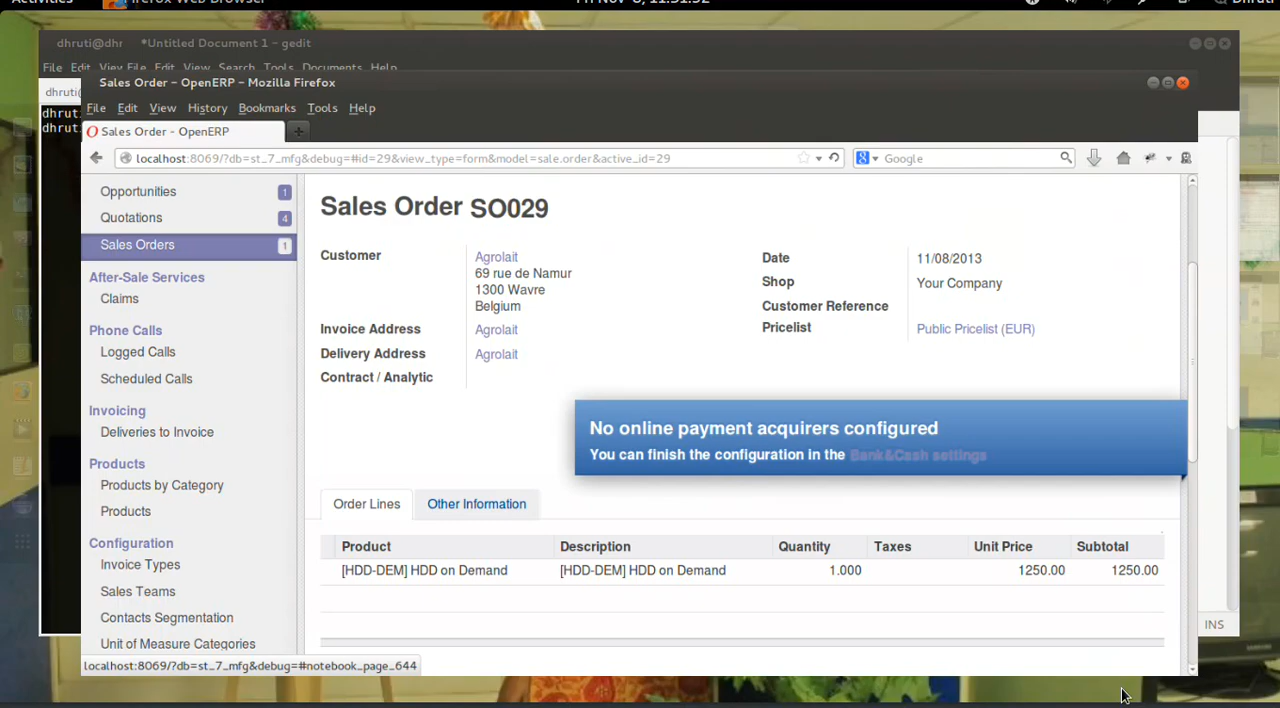 Activities Firefox Web Browser Dhruti
dhruti@dhr *Untitled Document 1 - gedit
File Edit View File Edit View Search Tools Documents Help
Sales Order - OpenERP - Mozilla Firefox
dhruti@
File Edit View History Bookmarks Tools Help
dhruti
dhruti
Sales Order - OpenERP
localhost:8069/?db=st_7_mfg&debug=#id=29&view_type=form&model=sale.order&active_id=29
Google
Opportunities 1
Quotations 4
Sales Orders 1
After-Sale Services
Claims
Phone Calls
Logged Calls
Scheduled Calls
Invoicing
Deliveries to Invoice
Products
Products by Category
Products
Configuration
Invoice Types
Sales Teams
Contacts Segmentation
Unit of Measure Categories
Sales Order SO029
Customer Agrolait
69 rue de Namur
1300 Wavre
Belgium
Invoice Address Agrolait
Delivery Address Agrolait
Contract / Analytic
Date 11/08/2013
Shop Your Company
Customer Reference
Pricelist Public Pricelist (EUR)
No online payment acquirers configured
You can finish the configuration in the Bank&Cash settings
Order Lines Other Information
Product Description Quantity Taxes Unit Price Subtotal
[HDD-DEM] HDD on Demand [HDD-DEM] HDD on Demand 1.000 1250.00 1250.00
localhost:8069/?db=st_7_mfg&debug=#notebook_page_644
INS